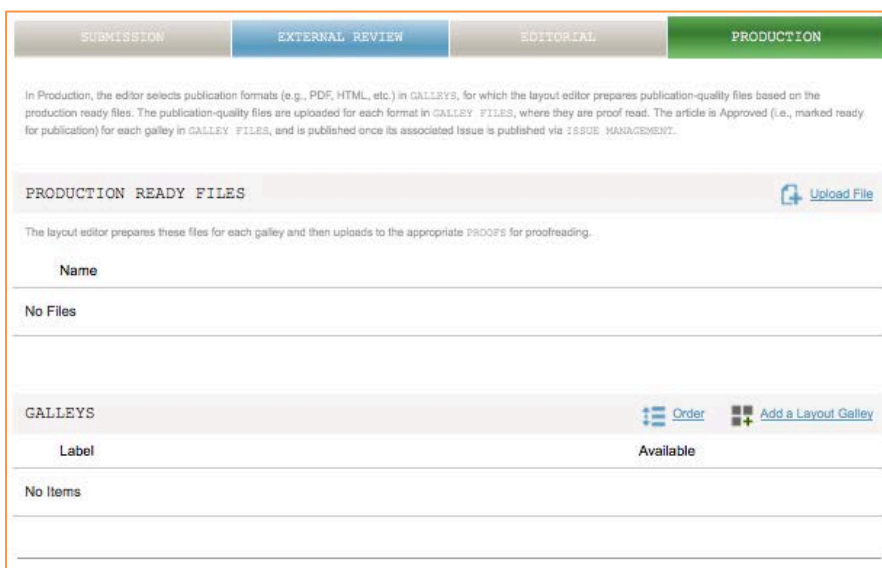 SUBMISSION EXTERNAL REVIEW EDITORIAL PRODUCTION
In Production, the editor selects publication formats (e.g., PDF, HTML, etc.) in GALLEYS, for which the layout editor prepares publication-quality files based on the
production ready files. The publication-quality files are uploaded for each format in GALLEY FILES, where they are proof read. The article is Approved (i.e., marked ready
for publication) for each galley in GALLEY FILES, and is published once its associated Issue is published via ISSUE MANAGEMENT.
PRODUCTION READY FILES Upload File
The layout editor prepares these files for each galley and then uploads to the appropriate PROOFS for proofreading.
Name
No Files
GALLEYS Order Add a Layout Galley
Label Available
No Items